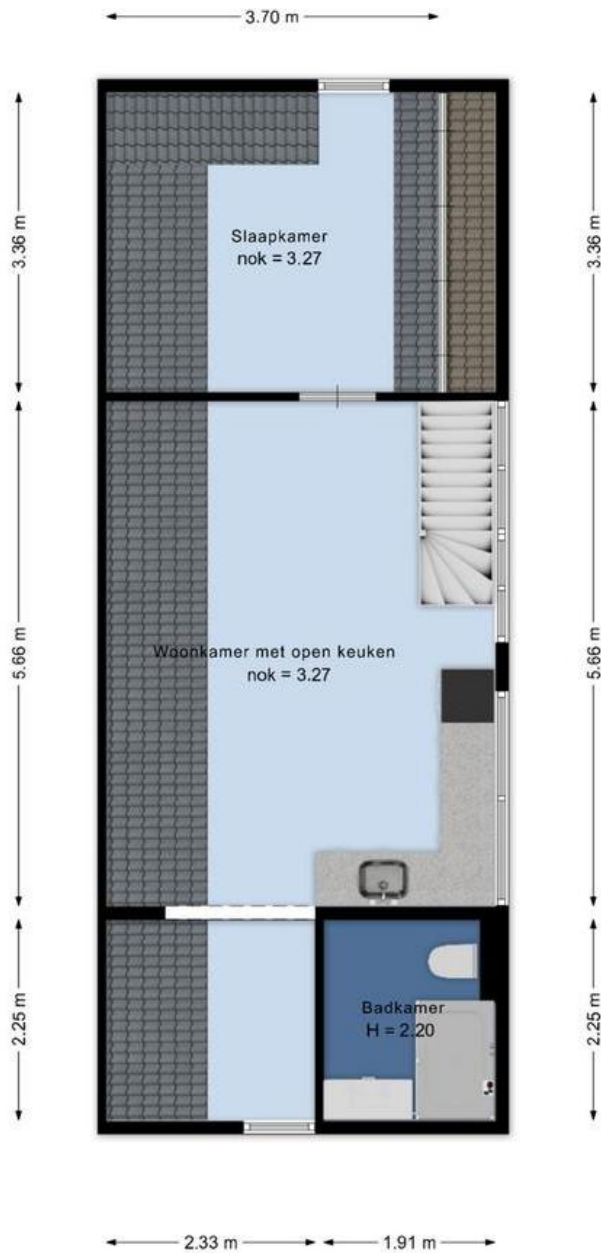 3.70 m
3.36 m
3.36 m
Slaapkamer
nok = 3.27
5.66 m
5.66 m
Woonkamer met open keuken
nok = 3.27
2.25 m
2.25 m
Badkamer
H = 2.20
2.33 m
1.91 m